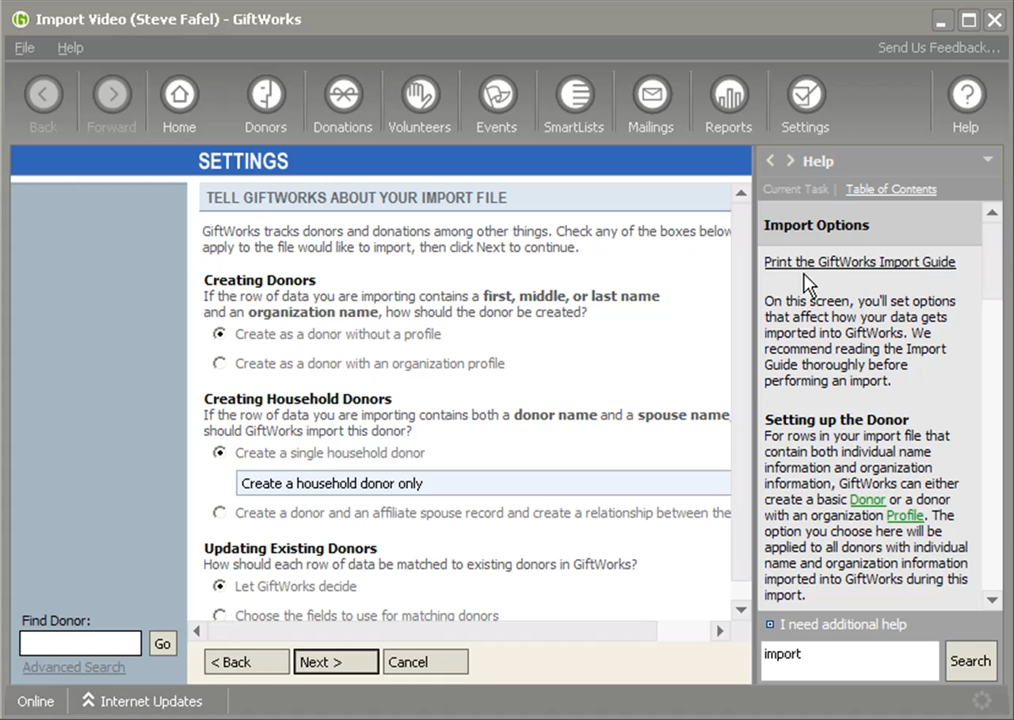 Import Video (Steve Fafel) - GiftWorks
File Help Send Us Feedback...
Back Forward Home Donors Donations Volunteers Events SmartLists Mailings Reports Settings Help
SETTINGS
TELL GIFTWORKS ABOUT YOUR IMPORT FILE
GiftWorks tracks donors and donations among other things. Check any of the boxes below
apply to the file would like to import, then click Next to continue.
Creating Donors
If the row of data you are importing contains a first, middle, or last name
and an organization name, how should the donor be created?
Create as a donor without a profile
Create as a donor with an organization profile
Creating Household Donors
If the row of data you are importing contains both a donor name and a spouse name,
should GiftWorks import this donor?
Create a single household donor
Create a household donor only
Create a donor and an affiliate spouse record and create a relationship between the
Updating Existing Donors
How should each row of data be matched to existing donors in GiftWorks?
Let GiftWorks decide
Choose the fields to use for matching donors
< Back Next > Cancel
Find Donor:
Go
Advanced Search
Help
Current Task | Table of Contents
Import Options
Print the GiftWorks Import Guide
On this screen, you'll set options
that affect how your data gets
imported into GiftWorks. We
recommend reading the Import
Guide thoroughly before
performing an import.
Setting up the Donor
For rows in your import file that
contain both individual name
information and organization
information, GiftWorks can either
create a basic Donor or a donor
with an organization Profile. The
option you choose here will be
applied to all donors with individual
name and organization information
imported into GiftWorks during this
import.
I need additional help
import
Search
Online Internet Updates